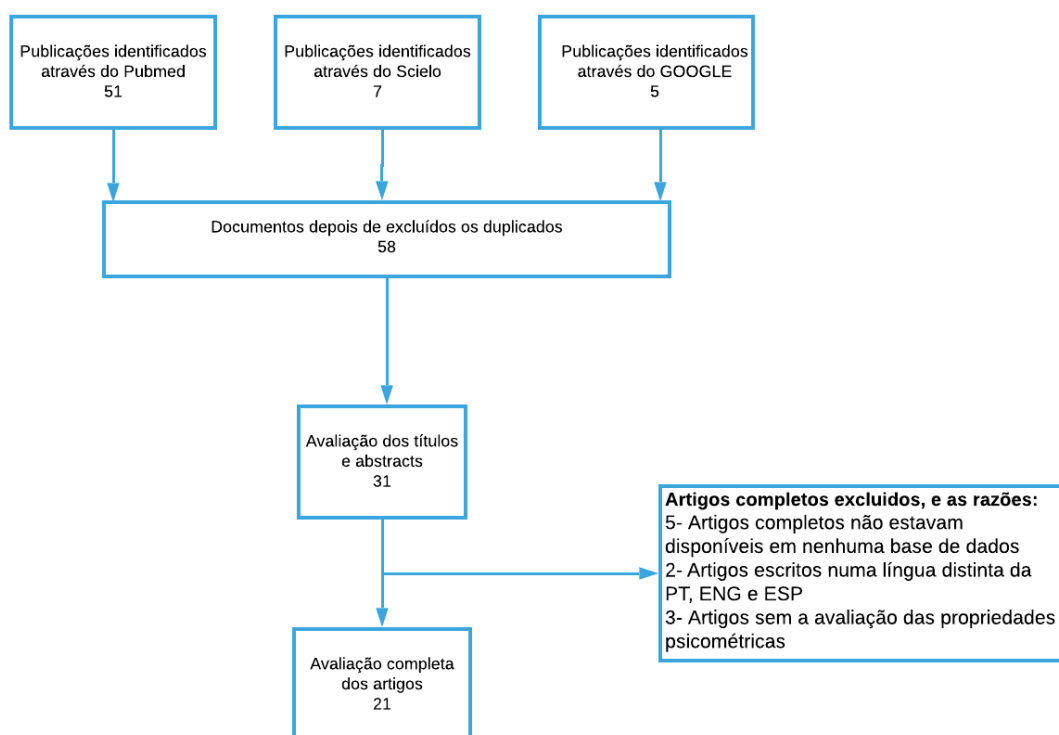 Publicações identificados
através do Pubmed
51
Publicações identificados
através do Scielo
7
Publicações identificados
através do GOOGLE
5
Documentos depois de excluídos os duplicados
58
Avaliação dos títulos
e abstracts
31
Artigos completos excluidos, e as razões:
5- Artigos completos não estavam
disponíveis em nenhuma base de dados
2- Artigos escritos numa língua distinta da
PT, ENG e ESP
3- Artigos sem a avaliação das propriedades
psicométricas
Avaliação completa
dos artigos
21